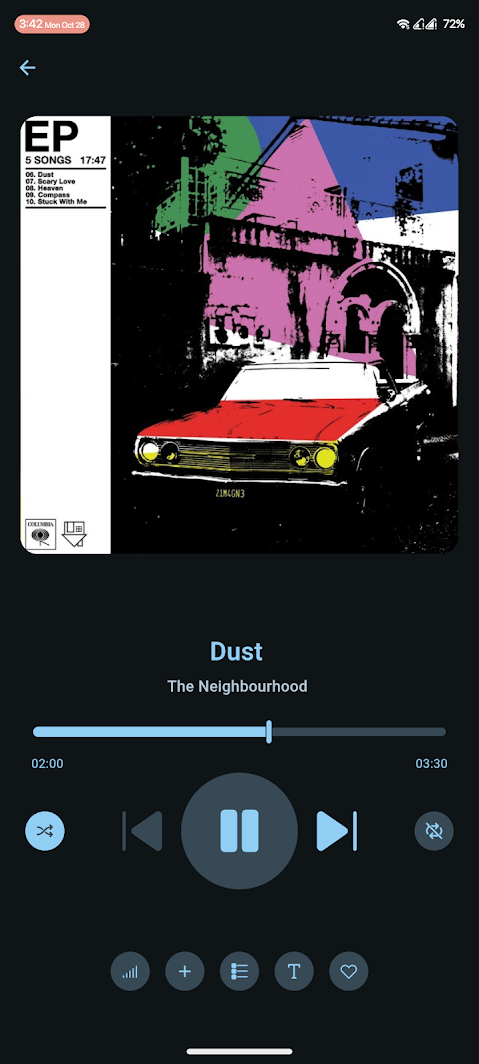 3:42 Mon Oct 28
72%
EP
5 SONGS 17:47
06. Dust
07. Scary Love
08. Heaven
09. Compass
10. Stuck With Me
21M4GN3
COLUMBIA
Dust
The Neighbourhood
02:00
03:30